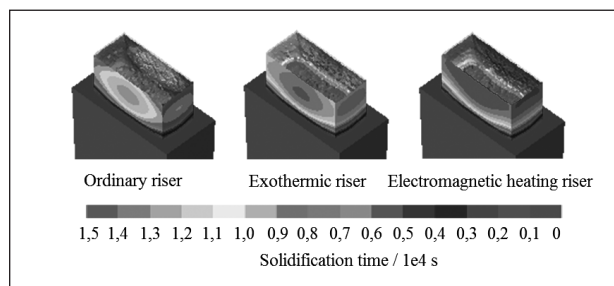 Ordinary riser Exothermic riser Electromagnetic heating riser
1,5 1,4 1,3 1,2 1,1 1,0 0,9 0,8 0,7 0,6 0,5 0,4 0,3 0,2 0,1 0
Solidification time / 1e4 s